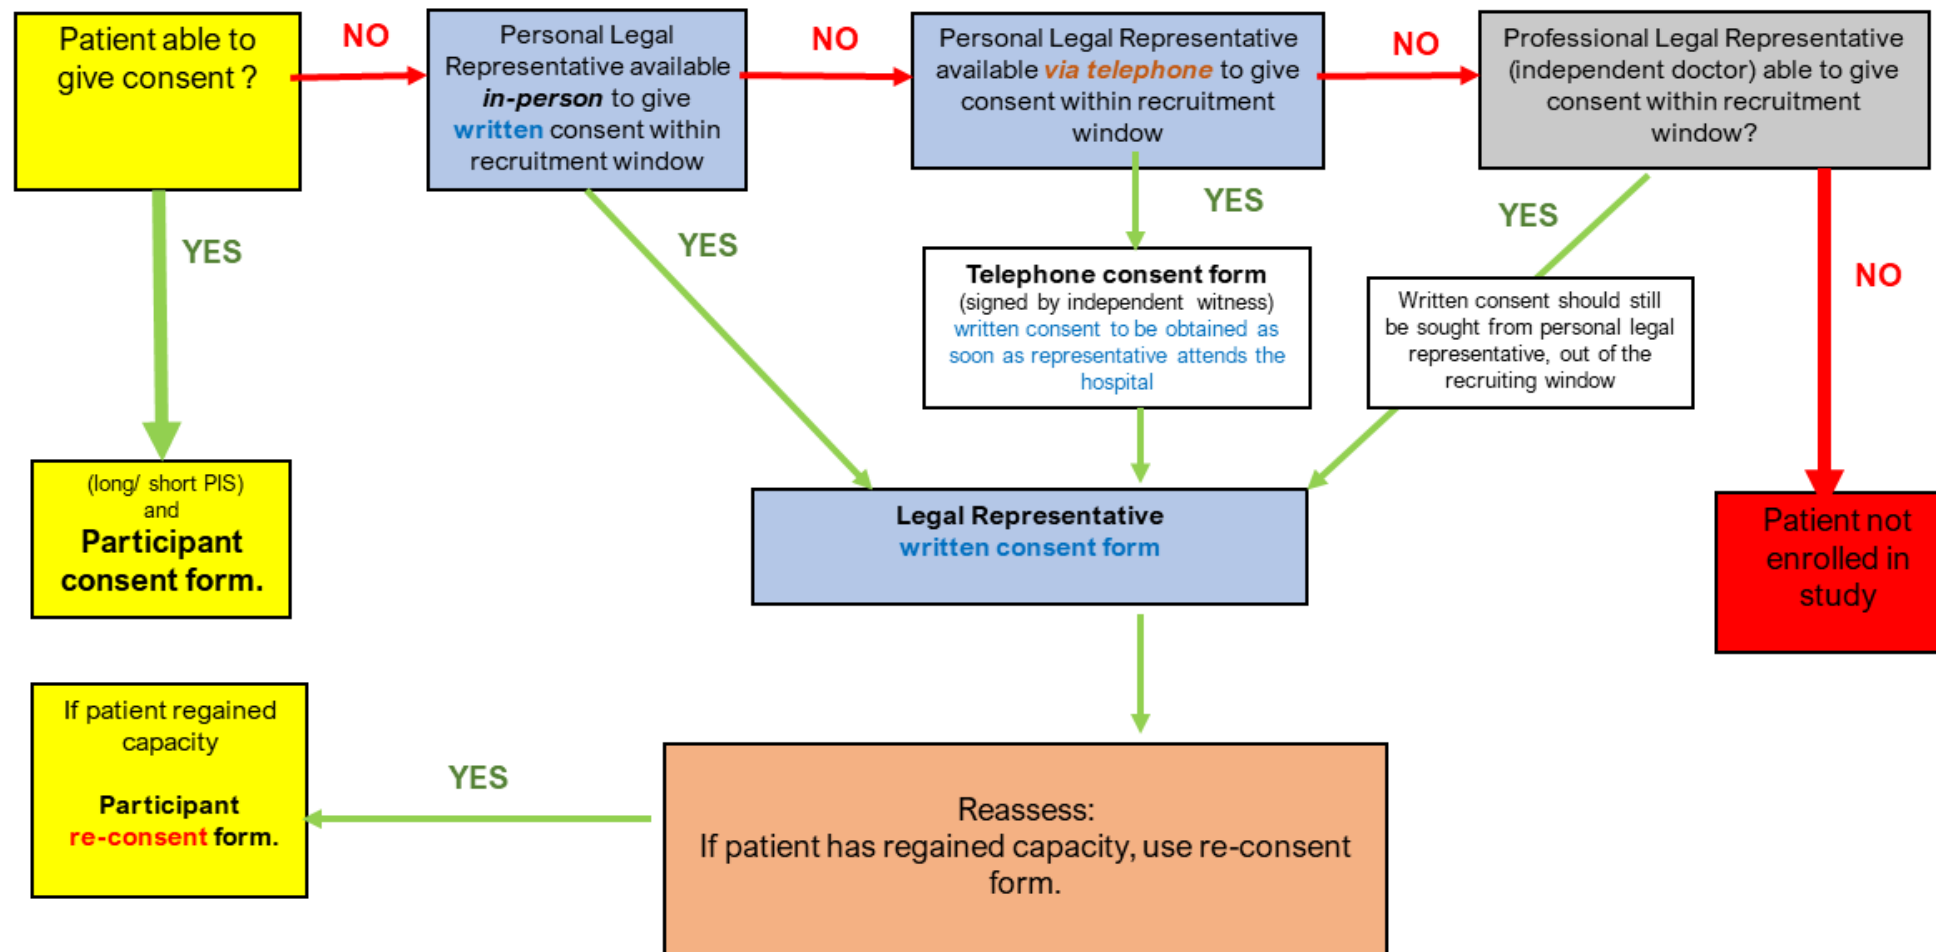 Patient able to
give consent ?
NO
Personal Legal
Representative available
in-person to give
written consent within
recruitment window
NO
Personal Legal Representative
available via telephone to give
consent within recruitment
window
NO
Professional Legal Representative
(independent doctor) able to give
consent within recruitment
window?
YES
YES
YES
YES
NO
Telephone consent form
(signed by independent witness)
written consent to be obtained as
soon as representative attends the
hospital
Written consent should still
be sought from personal legal
representative, out of the
recruiting window
(long/ short PIS)
and
Participant
consent form.
Legal Representative
written consent form
Patient not
enrolled in
study
If patient regained
capacity
Participant
re-consent form.
YES
Reassess:
If patient has regained capacity, use re-consent
form.